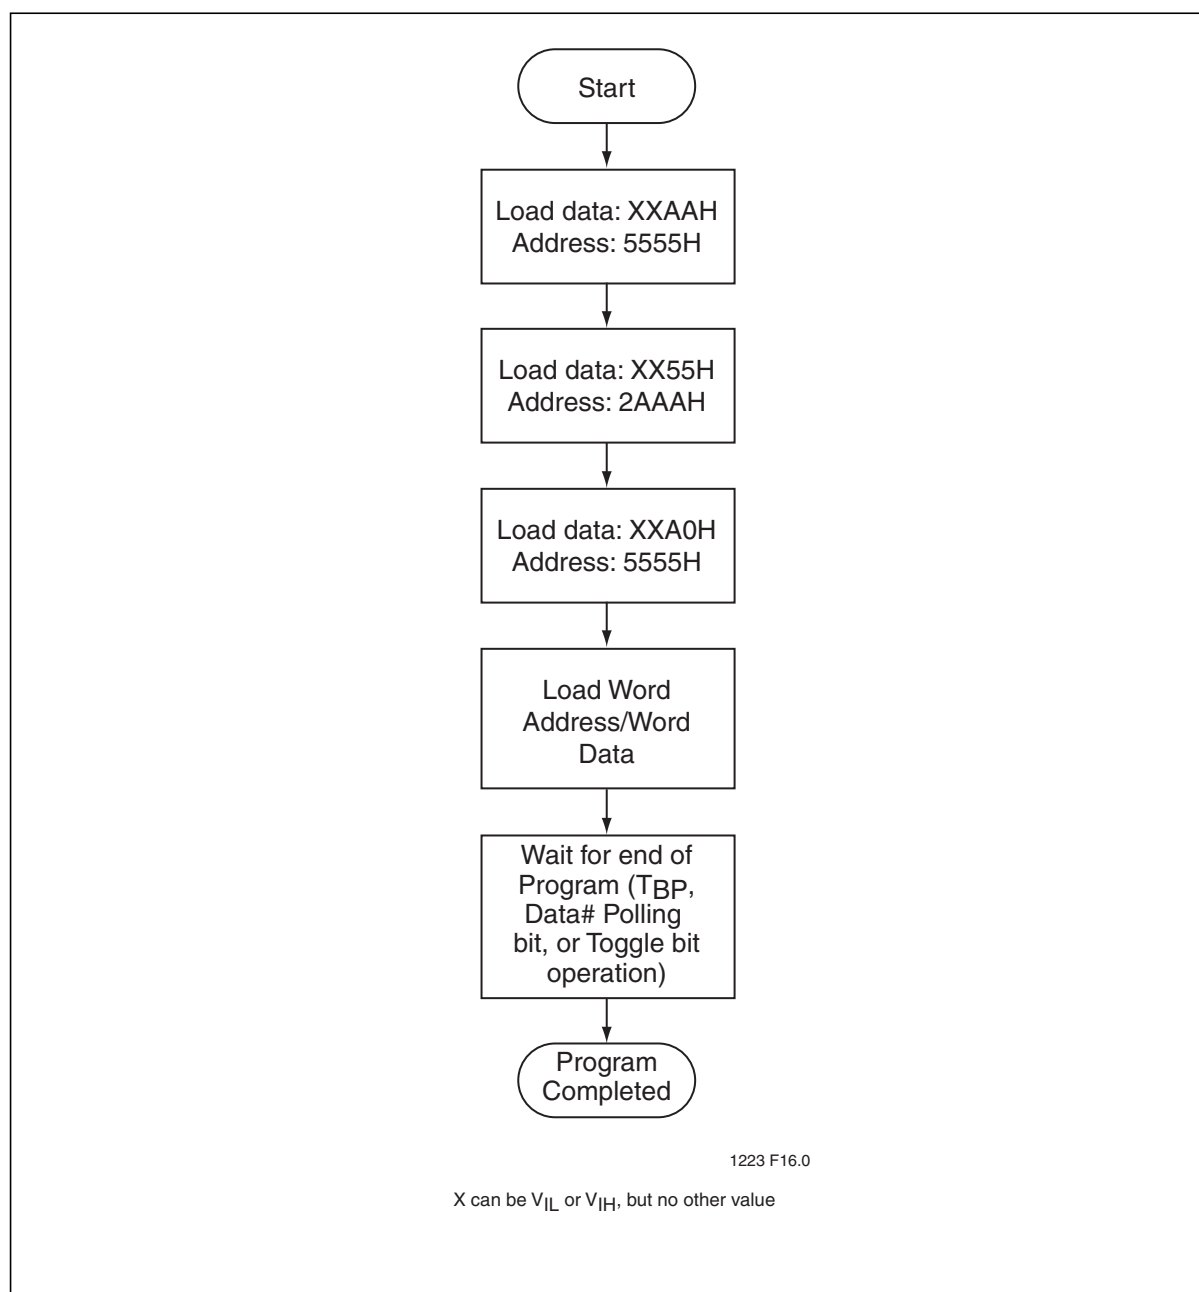 Start
Load data: XXAAH
Address: 5555H
Load data: XX55H
Address: 2AAAH
Load data: XXA0H
Address: 5555H
Load Word
Address/Word
Data
Wait for end of
Program (TBP,
Data# Polling
bit, or Toggle bit
operation)
Program
Completed
1223 F16.0
X can be VIL or VIH, but no other value